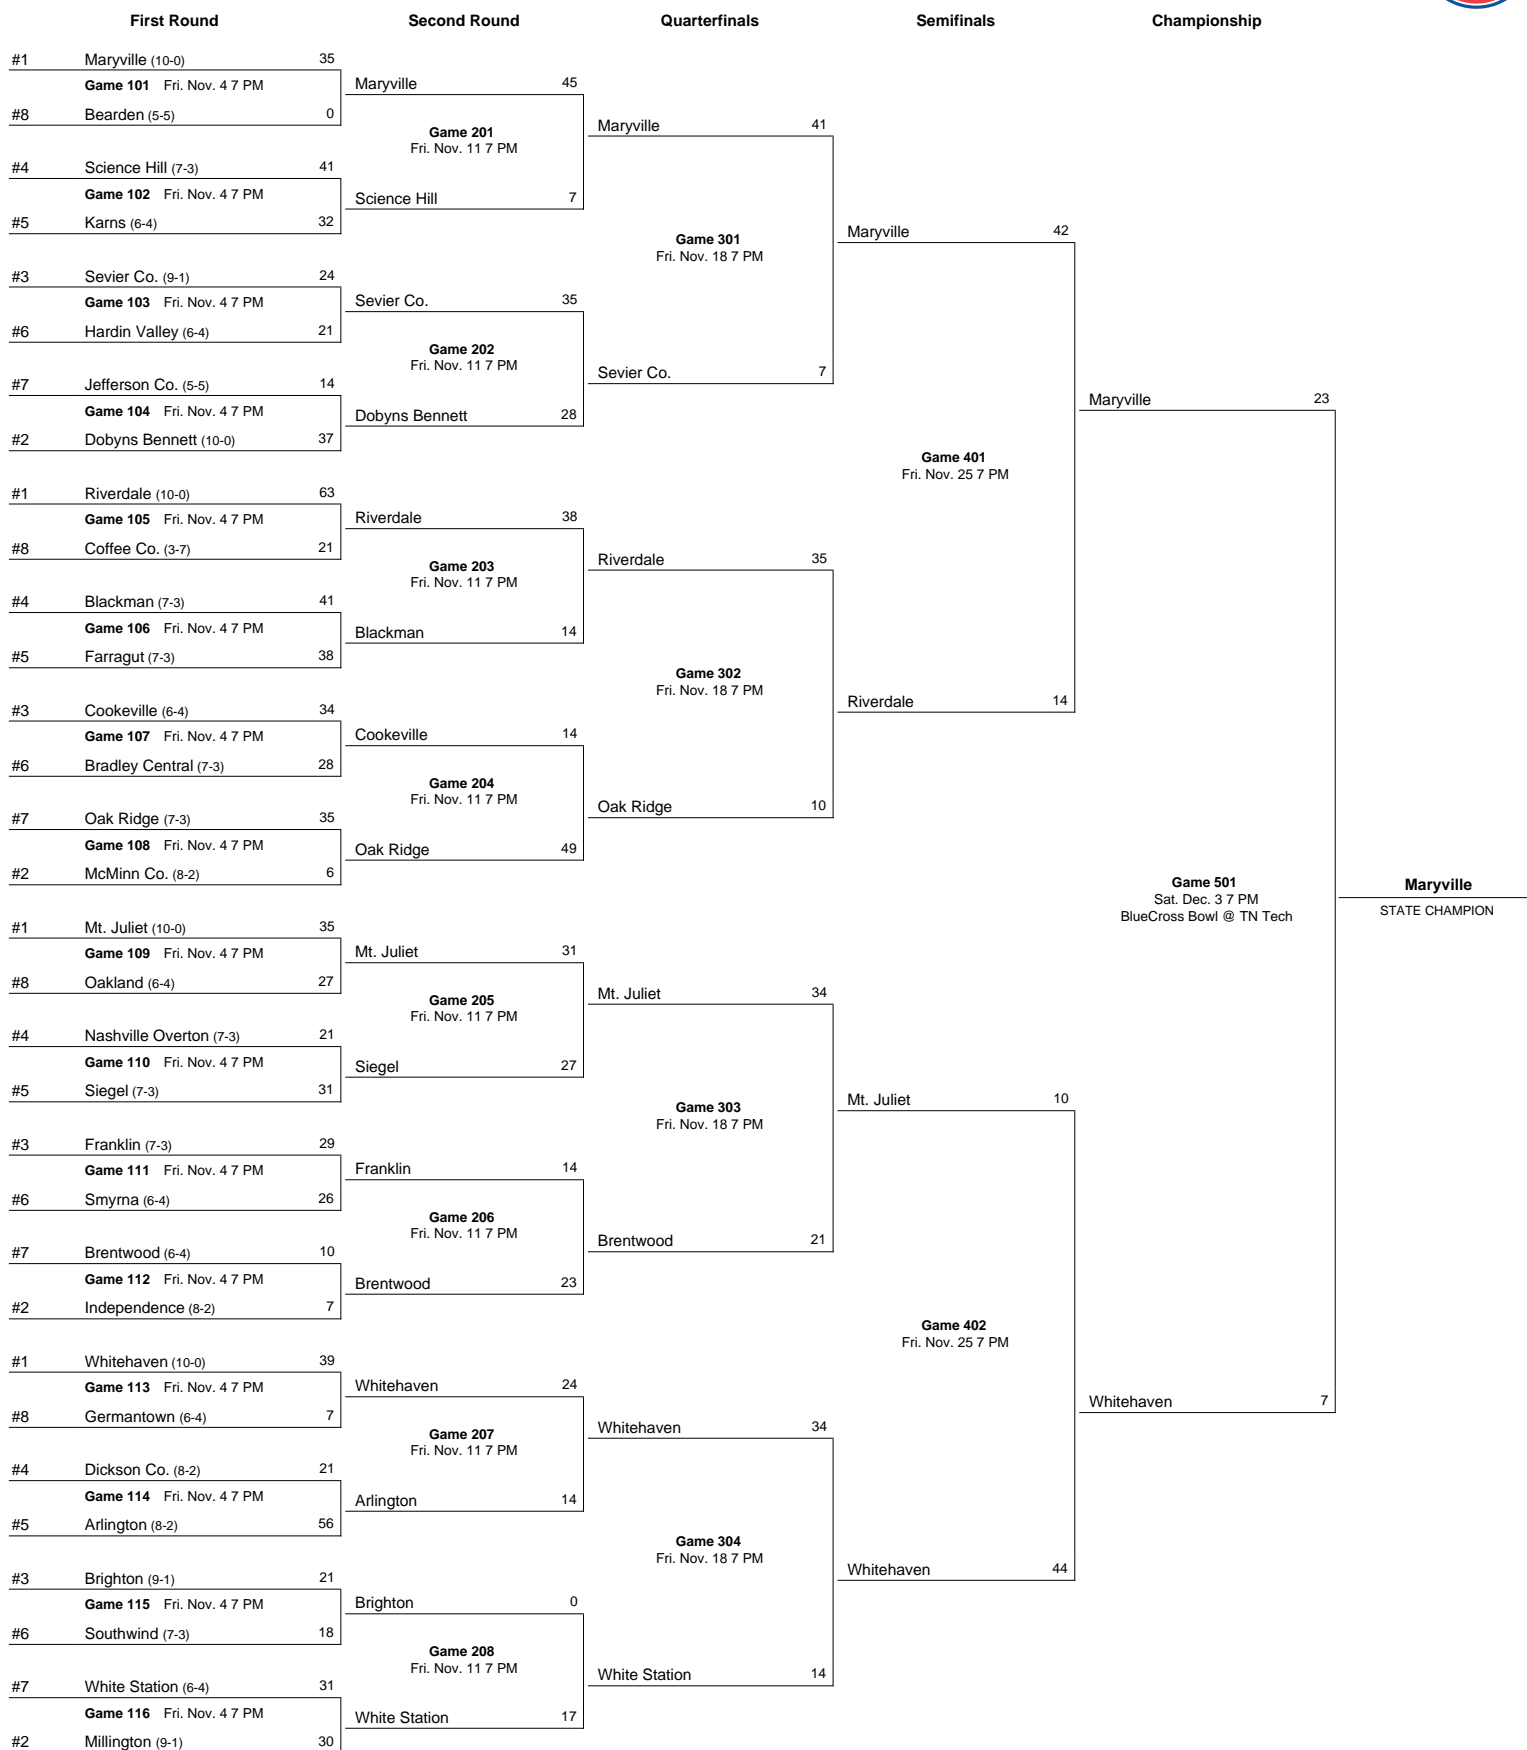 First Round Second Round Quarterfinals Semifinals Championship
#1 Maryville (10-0) 35
Game 101 Fri. Nov. 4 7 PM
#8 Bearden (5-5) 0
#4 Science Hill (7-3) 41
Game 102 Fri. Nov. 4 7 PM
#5 Karns (6-4) 32
#3 Sevier Co. (9-1) 24
Game 103 Fri. Nov. 4 7 PM
#6 Hardin Valley (6-4) 21
#7 Jefferson Co. (5-5) 14
Game 104 Fri. Nov. 4 7 PM
#2 Dobyns Bennett (10-0) 37
#1 Riverdale (10-0) 63
Game 105 Fri. Nov. 4 7 PM
#8 Coffee Co. (3-7) 21
#4 Blackman (7-3) 41
Game 106 Fri. Nov. 4 7 PM
#5 Farragut (7-3) 38
#3 Cookeville (6-4) 34
Game 107 Fri. Nov. 4 7 PM
#6 Bradley Central (7-3) 28
#7 Oak Ridge (7-3) 35
Game 108 Fri. Nov. 4 7 PM
#2 McMinn Co. (8-2) 6
#1 Mt. Juliet (10-0) 35
Game 109 Fri. Nov. 4 7 PM
#8 Oakland (6-4) 27
#4 Nashville Overton (7-3) 21
Game 110 Fri. Nov. 4 7 PM
#5 Siegel (7-3) 31
#3 Franklin (7-3) 29
Game 111 Fri. Nov. 4 7 PM
#6 Smyrna (6-4) 26
#7 Brentwood (6-4) 10
Game 112 Fri. Nov. 4 7 PM
#2 Independence (8-2) 7
#1 Whitehaven (10-0) 39
Game 113 Fri. Nov. 4 7 PM
#8 Germantown (6-4) 7
#4 Dickson Co. (8-2) 21
Game 114 Fri. Nov. 4 7 PM
#5 Arlington (8-2) 56
#3 Brighton (9-1) 21
Game 115 Fri. Nov. 4 7 PM
#6 Southwind (7-3) 18
#7 White Station (6-4) 31
Game 116 Fri. Nov. 4 7 PM
#2 Millington (9-1) 30
Maryville 45
Game 201
Fri. Nov. 11 7 PM
Science Hill 7
Sevier Co. 35
Game 202
Fri. Nov. 11 7 PM
Dobyns Bennett 28
Riverdale 38
Game 203
Fri. Nov. 11 7 PM
Blackman 14
Cookeville 14
Game 204
Fri. Nov. 11 7 PM
Oak Ridge 49
Mt. Juliet 31
Game 205
Fri. Nov. 11 7 PM
Siegel 27
Franklin 14
Game 206
Fri. Nov. 11 7 PM
Brentwood 23
Whitehaven 24
Game 207
Fri. Nov. 11 7 PM
Arlington 14
Brighton 0
Game 208
Fri. Nov. 11 7 PM
White Station 17
Maryville 41
Game 301
Fri. Nov. 18 7 PM
Sevier Co. 7
Riverdale 35
Game 302
Fri. Nov. 18 7 PM
Oak Ridge 10
Mt. Juliet 34
Game 303
Fri. Nov. 18 7 PM
Brentwood 21
Whitehaven 34
Game 304
Fri. Nov. 18 7 PM
White Station 14
Maryville 42
Game 401
Fri. Nov. 25 7 PM
Riverdale 14
Mt. Juliet 10
Game 402
Fri. Nov. 25 7 PM
Whitehaven 44
Maryville 23
Game 501
Sat. Dec. 3 7 PM
BlueCross Bowl @ TN Tech
Whitehaven 7
Maryville
STATE CHAMPION